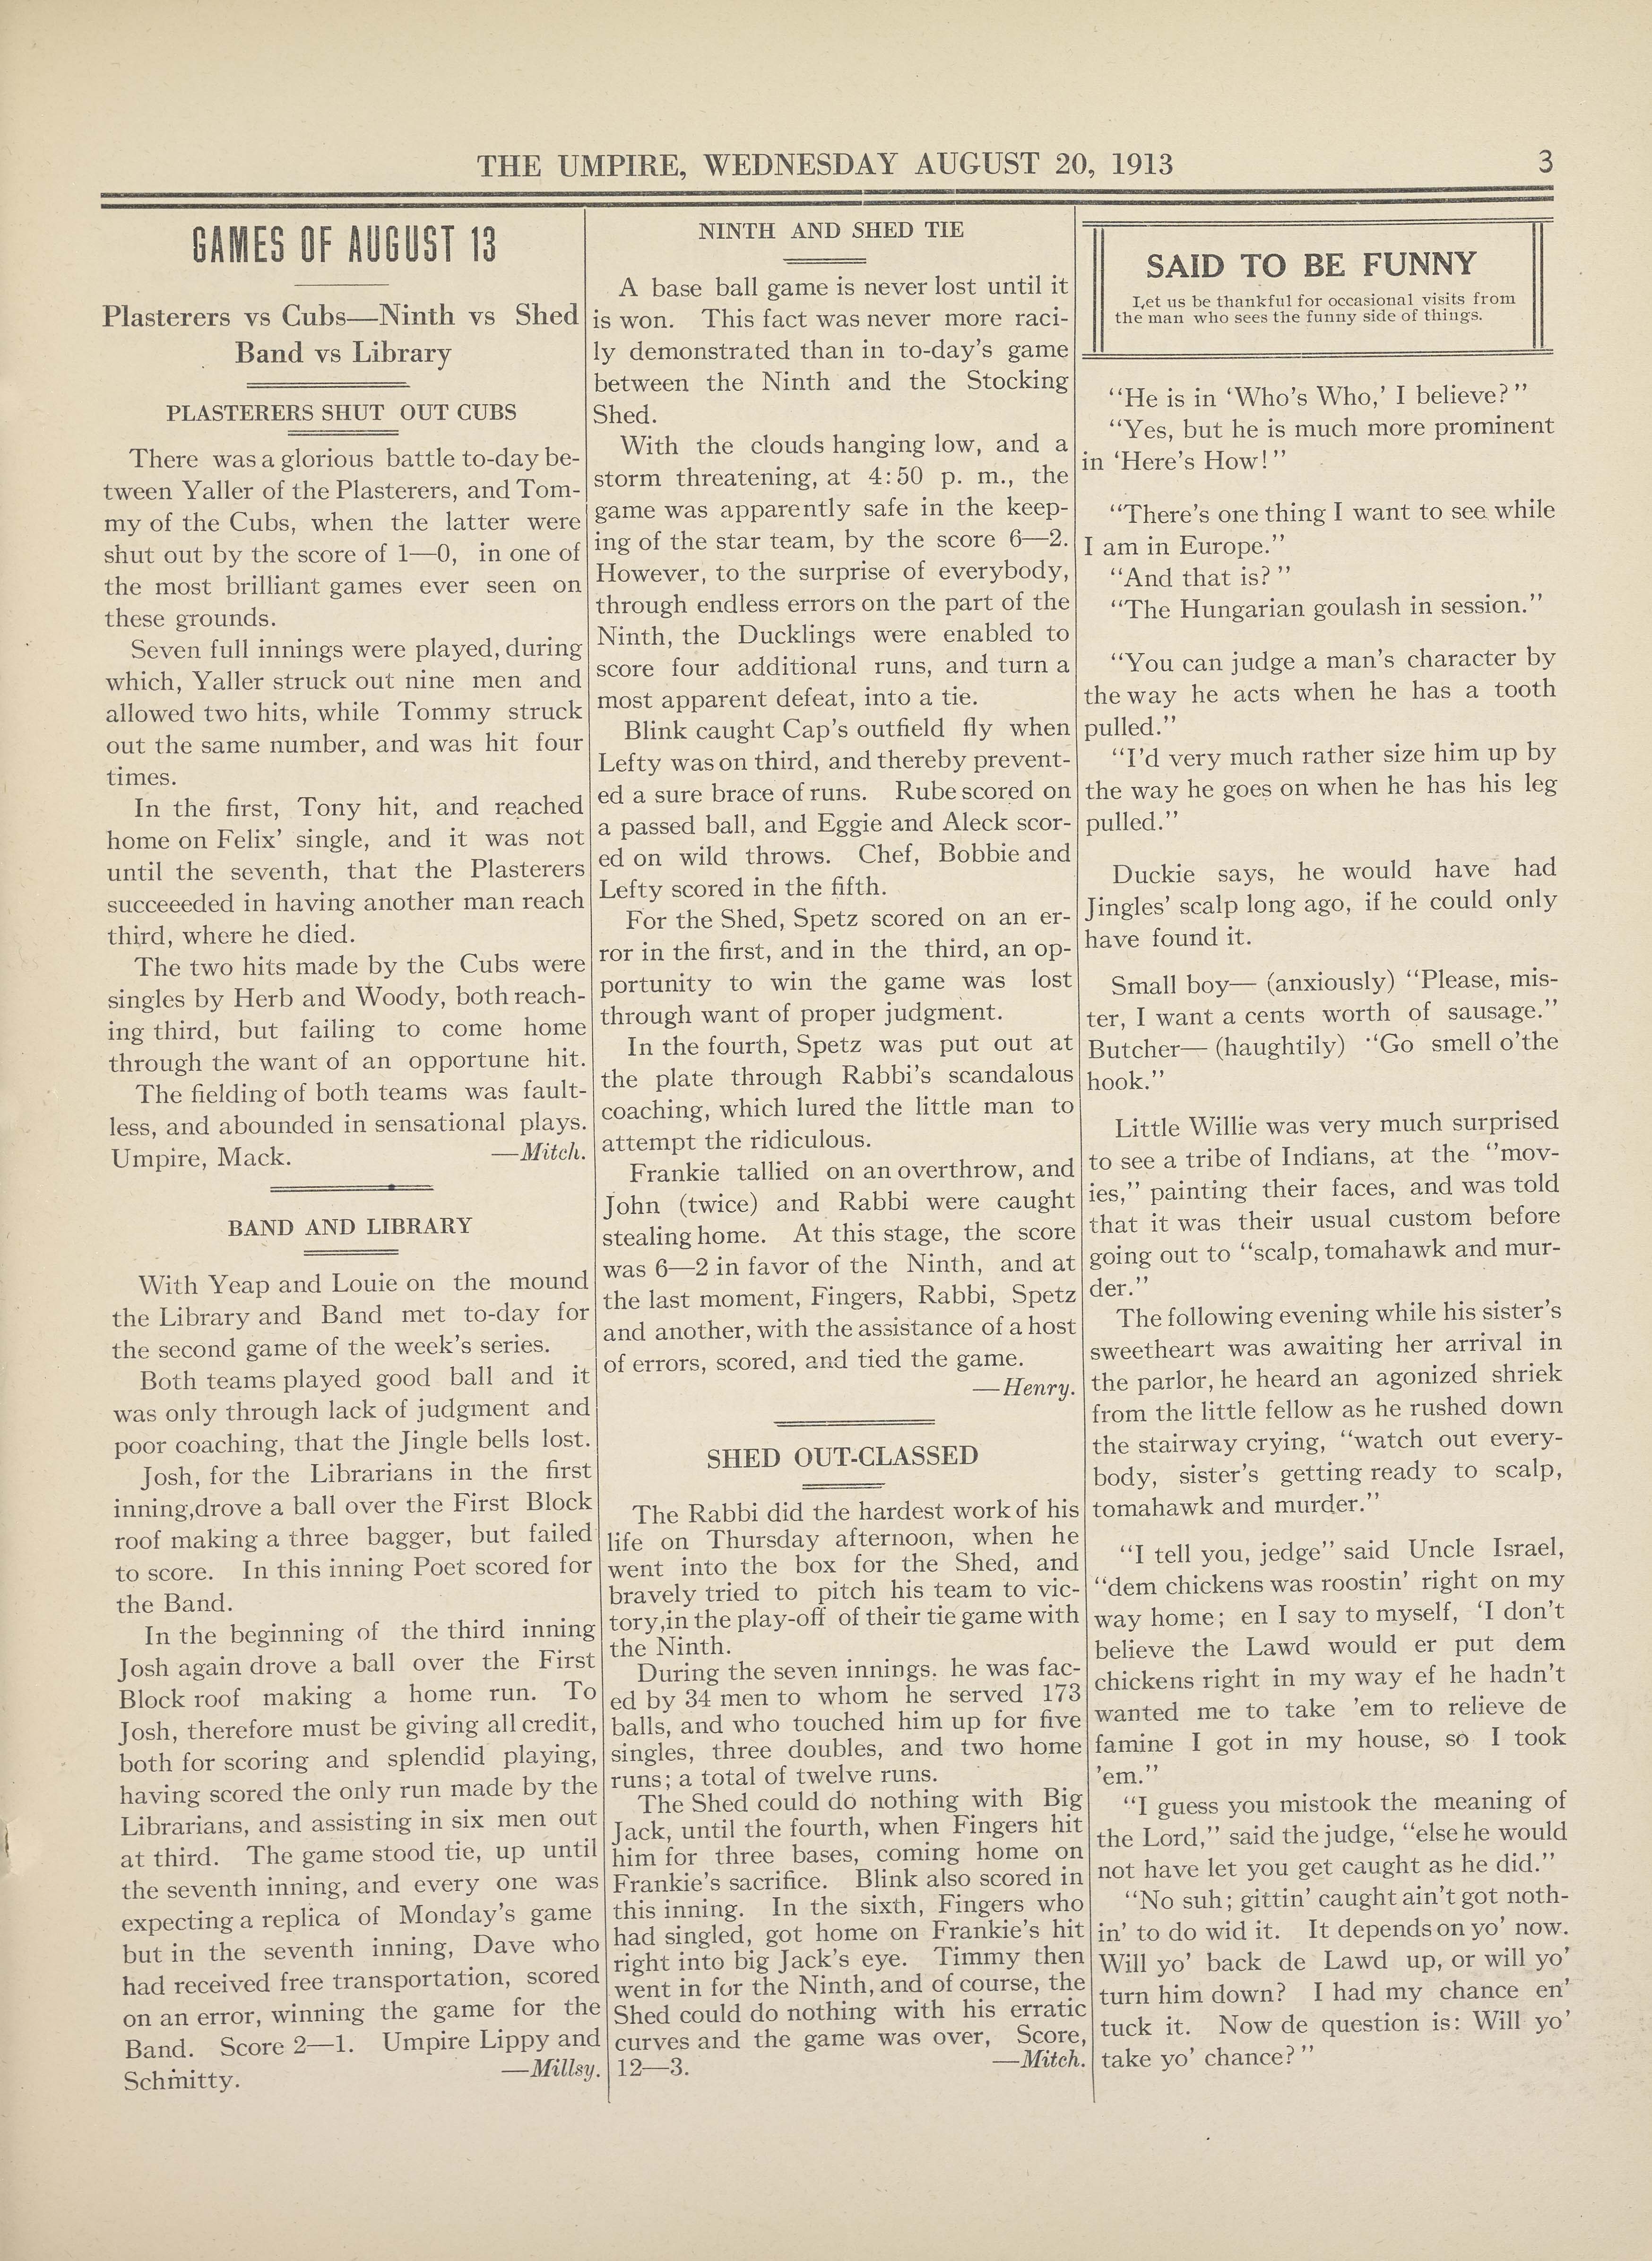 THE UMPIRE, WEDNESDAY AUGUST 20, 1913
3
GAMES OF AUGUST 13
Plasterers vs Cubs—Ninth vs Shed
Band vs Library
PLASTERERS SHUT OUT CUBS
There was a glorious battle to-day be-
tween Yaller of the Plasterers, and Tom-
my of the Cubs, when the latter were
shut out by the score of 1—0, in one of
the most brilliant games ever seen on
these grounds.
Seven full innings were played, during
which, Yaller struck out nine men and
allowed two hits, while Tommy struck
out the same number, and was hit four
times.
In the first, Tony hit, and reached
home on Felix' single, and it was not
until the seventh, that the Plasterers
succeeeded in having another man reach
third, where he died.
The two hits made by the Cubs were
singles by Herb and Woody, both reach-
ing third, but failing to come home
through the want of an opportune hit.
The fielding of both teams was fault-
less, and abounded in sensational plays.
Umpire, Mack. —Mitch.
BAND AND LIBRARY
With Yeap and Louie on the mound
the Library and Band met to-day for
the second game of the week's series.
Both teams played good ball and it
was only through lack of judgment and
poor coaching, that the Jingle bells lost.
Josh, for the Librarians in the first
inning,drove a ball over the First Block
roof making a three bagger, but failed
to score. In this inning Poet scored for
the Band.
In the beginning of the third inning
Josh again drove a ball over the First
Block roof making a home run. To
Josh, therefore must be giving all credit,
both for scoring and splendid playing,
having scored the only run made by the
Librarians, and assisting in six men out
at third. The game stood tie, up until
the seventh inning, and every one was
expecting a replica of Monday's game
but in the seventh inning, Dave who
had received free transportation, scored
on an error, winning the game for the
Band. Score 2—1. Umpire Lippy and
Schmitty. —Millsy.
NINTH AND SHED TIE
A base ball game is never lost until it
is won. This fact was never more raci-
ly demonstrated than in to-day's game
between the Ninth and the Stocking
Shed.
With the clouds hanging low, and a
storm threatening, at 4:50 p. m., the
game was apparently safe in the keep-
ing of the star team, by the score 6—2.
However, to the surprise of everybody,
through endless errors on the part of the
Ninth, the Ducklings were enabled to
score four additional runs, and turn a
most apparent defeat, into a tie.
Blink caught Cap's outfield fly when
Lefty was on third, and thereby prevent-
ed a sure brace of runs. Rube scored on
a passed ball, and Eggie and Aleck scor-
ed on wild throws. Chef, Bobbie and
Lefty scored in the fifth.
For the Shed, Spetz scored on an er-
ror in the first, and in the third, an op-
portunity to win the game was lost
through want of proper judgment.
In the fourth, Spetz was put out at
the plate through Rabbi's scandalous
coaching, which lured the little man to
attempt the ridiculous.
Frankie tallied on an overthrow, and
John (twice) and Rabbi were caught
stealing home. At this stage, the score
was 6—2 in favor of the Ninth, and at
the last moment, Fingers, Rabbi, Spetz
and another, with the assistance of a host
of errors, scored, and tied the game.
—Henry.
SHED OUT-CLASSED
The Rabbi did the hardest work of his
life on Thursday afternoon, when he
went into the box for the Shed, and
bravely tried to pitch his team to vic-
tory,in the play-off of their tie game with
the Ninth.
During the seven innings. he was fac-
ed by 34 men to whom he served 173
balls, and who touched him up for five
singles, three doubles, and two home
runs; a total of twelve runs.
The Shed could do nothing with Big
Jack, until the fourth, when Fingers hit
him for three bases, coming home on
Frankie's sacrifice. Blink also scored in
this inning. In the sixth, Fingers who
had singled, got home on Frankie's hit
right into big Jack's eye. Timmy then
went in for the Ninth, and of course, the
Shed could do nothing with his erratic
curves and the game was over, Score,
12—3. —Mitch.
SAID TO BE FUNNY
Let us be thankful for occasional visits from
the man who sees the funny side of things.
"He is in 'Who's Who,' I believe?"
"Yes, but he is much more prominent
in 'Here's How!"
"There's one thing I want to see while
I am in Europe."
"And that is?"
"The Hungarian goulash in session."
"You can judge a man's character by
the way he acts when he has a tooth
pulled."
"I'd very much rather size him up by
the way he goes on when he has his leg
pulled."
Duckie says, he would have had
Jingles' scalp long ago, if he could only
have found it.
Small boy— (anxiously) "Please, mis-
ter, I want a cents worth of sausage."
Butcher— (haughtily) "Go smell o'the
hook."
Little Willie was very much surprised
to see a tribe of Indians, at the "mov-
ies," painting their faces, and was told
that it was their usual custom before
going out to "scalp, tomahawk and mur-
der."
The following evening while his sister's
sweetheart was awaiting her arrival in
the parlor, he heard an agonized shriek
from the little fellow as he rushed down
the stairway crying, "watch out every-
body, sister's getting ready to scalp,
tomahawk and murder."
"I tell you, jedge" said Uncle Israel,
"dem chickens was roostin' right on my
way home; en I say to myself, 'I don't
believe the Lawd would er put dem
chickens right in my way ef he hadn't
wanted me to take 'em to relieve de
famine I got in my house, so I took
'em."
"I guess you mistook the meaning of
the Lord," said the judge, "else he would
not have let you get caught as he did."
"No suh; gittin' caught ain't got noth-
in' to do wid it. It depends on yo' now.
Will yo' back de Lawd up, or will yo'
turn him down? I had my chance en'
tuck it. Now de question is: Will yo'
take yo' chance?"